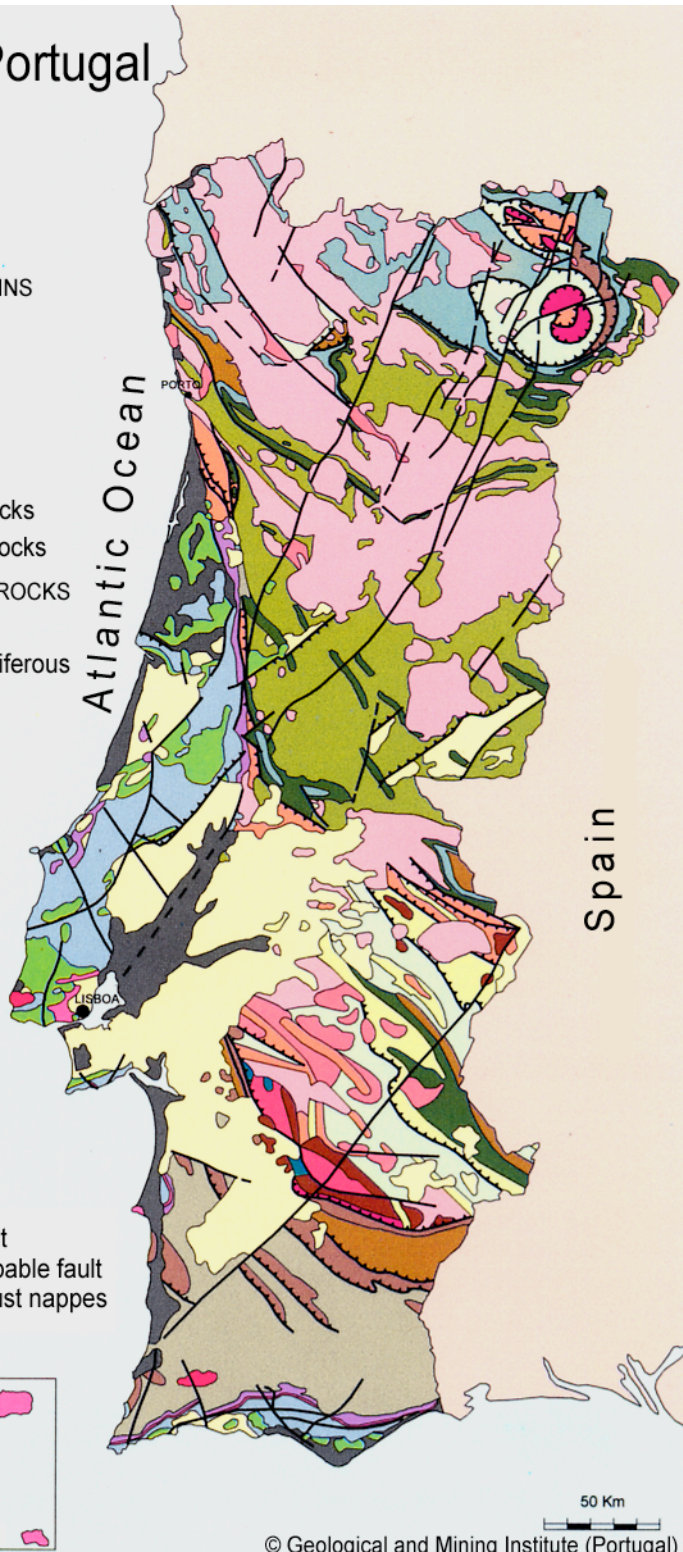 Portugal
INS
cks
ocks
ROCKS
iferous
Atlantic Ocean
PORTO
Spain
LISBOA
t
bable fault
ust nappes
50 Km
© Geological and Mining Institute (Portugal)